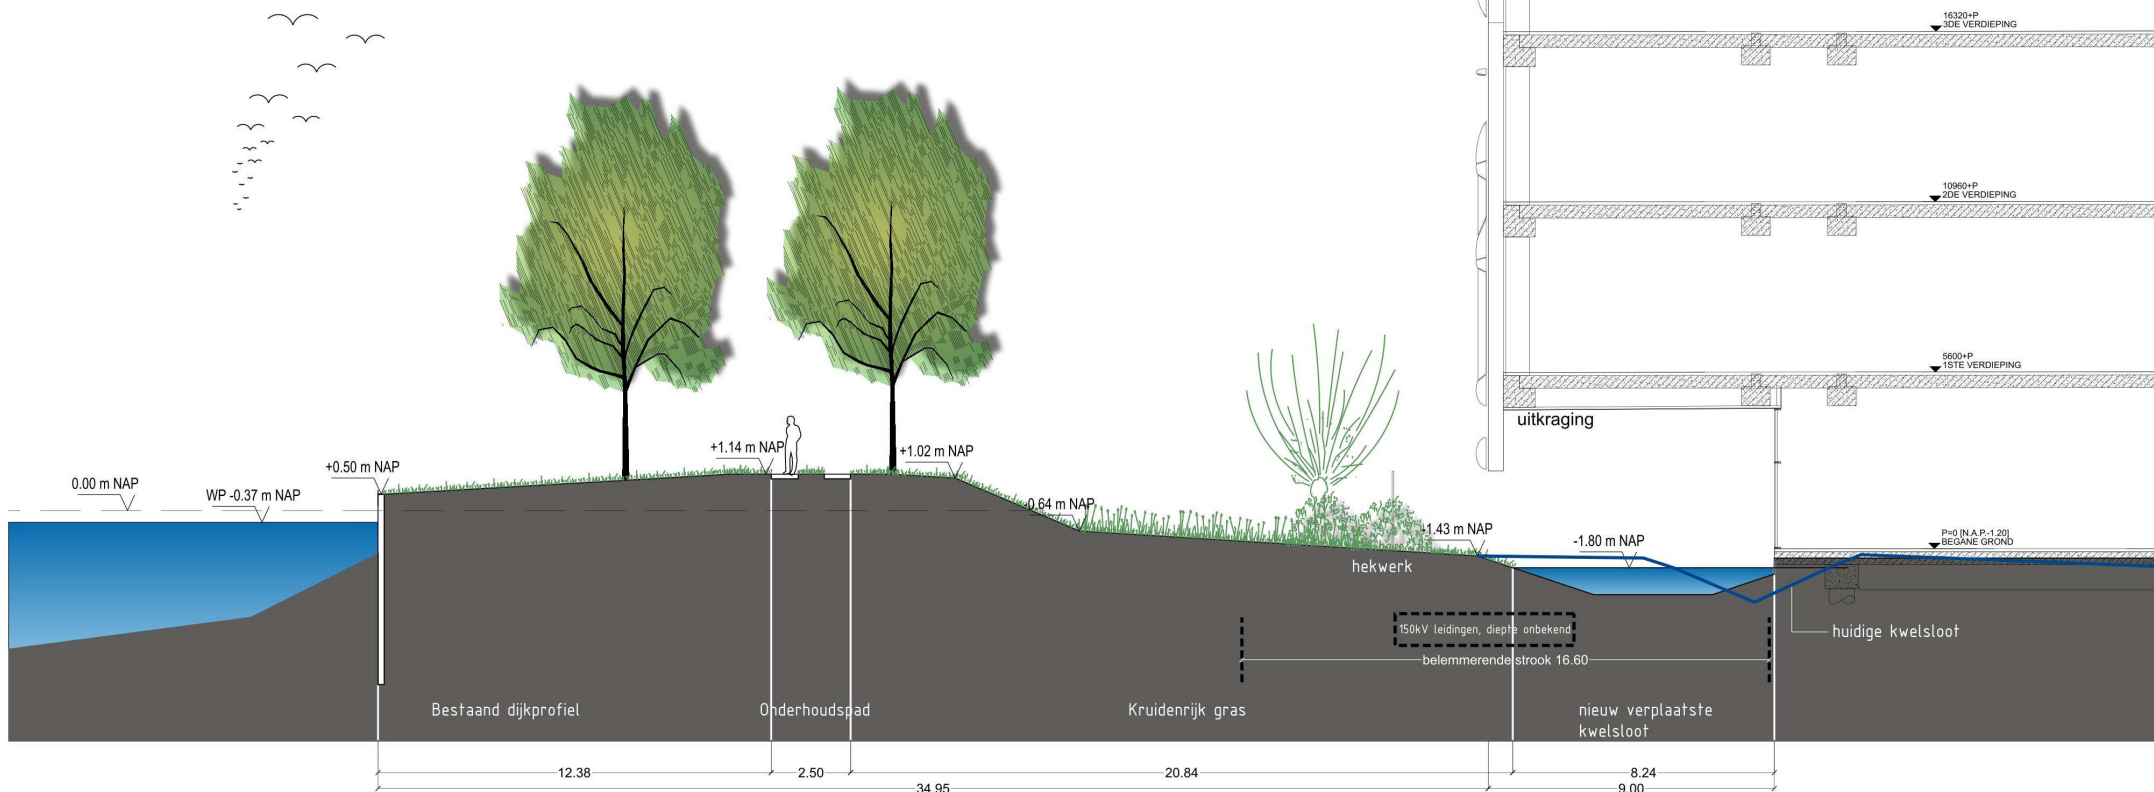 16320+P
3DE VERDIEPING
10960+P
2DE VERDIEPING
5600+P
1STE VERDIEPING
uitkraging
+1.14 m NAP
+1.02 m NAP
+0.50 m NAP
0.00 m NAP
WP -0.37 m NAP
-0.64 m NAP
-1.43 m NAP
-1.80 m NAP
P=0 [N.A.P.-1.20]
BEGANE GROND
hekwerk
150kV leidingen, diepte onbekend
huidige kwelsloot
belemmerende strook 16.60
Bestaand dijkprofiel
Onderhoudspad
Kruidenrijk gras
nieuw verplaatste
kwelsloot
12.38
2.50
20.84
8.24
34.95
9.00